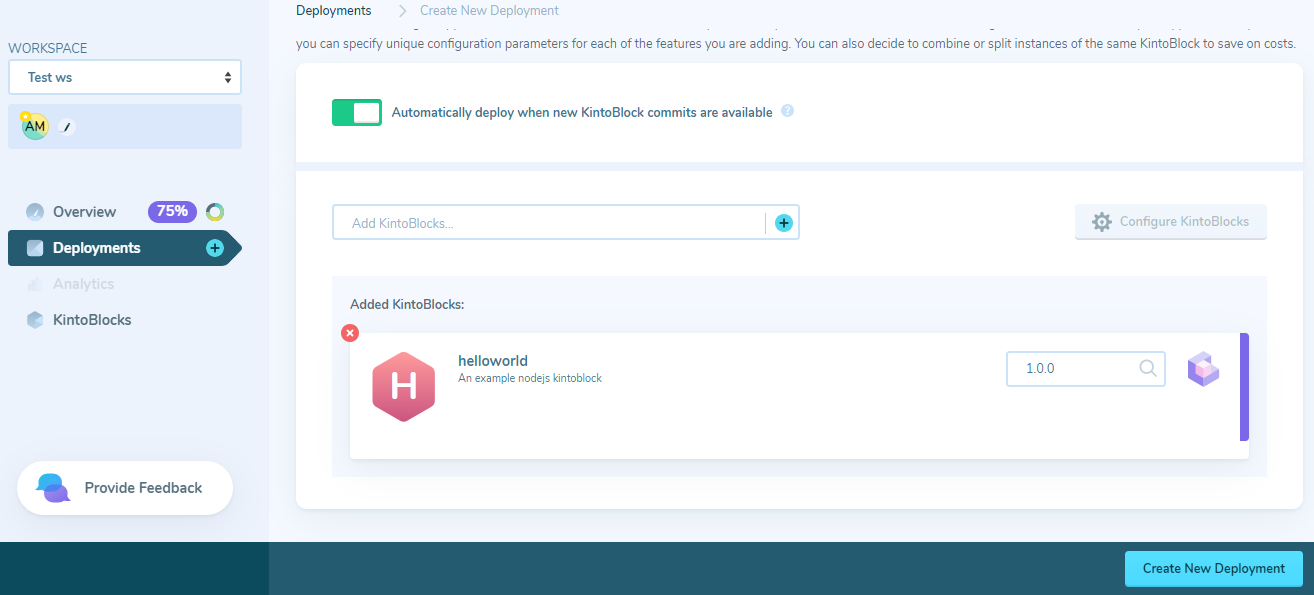 Deployments
Create New Deployment
WORKSPACE
Test ws
AM
Overview
75%
Deployments
Analytics
KintoBlocks
Provide Feedback
you can specify unique configuration parameters for each of the features you are adding. You can also decide to combine or split instances of the same KintoBlock to save on costs.
Automatically deploy when new KintoBlock commits are available ?
Add KintoBlocks...
Configure KintoBlocks
Added KintoBlocks:
H
helloworld
An example nodejs kintoblock
1.0.0
Create New Deployment